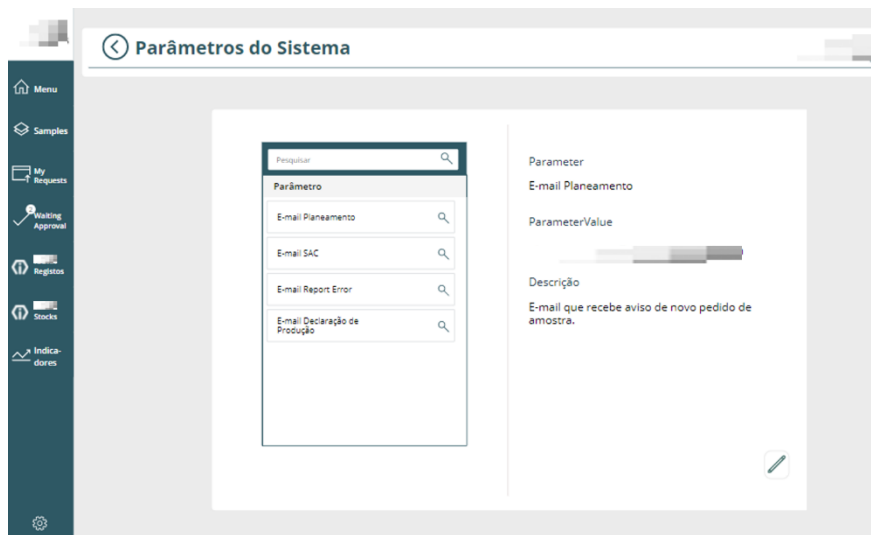 Parâmetros do Sistema
Menu
Samples
My
Requests
2
Waiting
Approval
Registos
Stocks
Indica-
dores
Pesquisar
Parâmetro
E-mail Planeamento
E-mail SAC
E-mail Report Error
E-mail Declaração de
Produção
Parameter
E-mail Planeamento
ParameterValue
Descrição
E-mail que recebe aviso de novo pedido de
amostra.